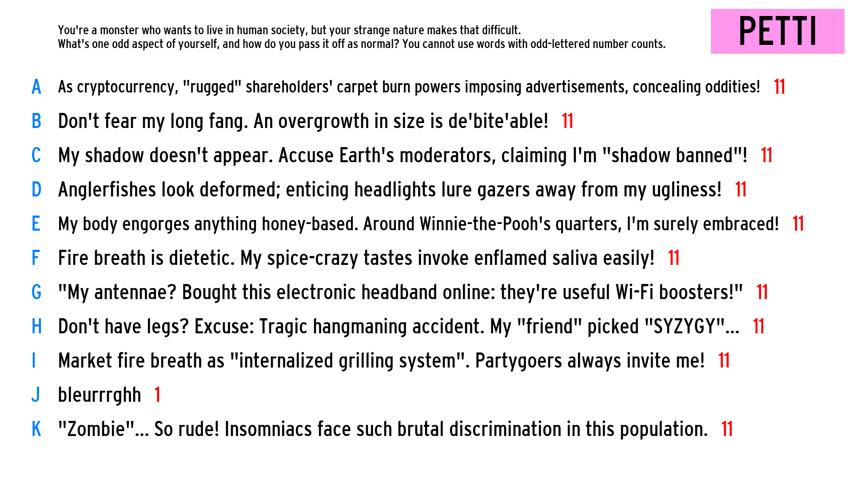 You're a monster who wants to live in human society, but your strange nature makes that difficult.
What's one odd aspect of yourself, and how do you pass it off as normal? You cannot use words with odd-lettered number counts.
PETTI
A As cryptocurrency, "rugged" shareholders' carpet burn powers imposing advertisements, concealing oddities! 11
B Don't fear my long fang. An overgrowth in size is de'bite'able! 11
C My shadow doesn't appear. Accuse Earth's moderators, claiming I'm "shadow banned"! 11
D Anglerfishes look deformed; enticing headlights lure gazers away from my ugliness! 11
E My body engorges anything honey-based. Around Winnie-the-Pooh's quarters, I'm surely embraced! 11
F Fire breath is dietetic. My spice-crazy tastes invoke enflamed saliva easily! 11
G "My antennae? Bought this electronic headband online: they're useful Wi-Fi boosters!" 11
H Don't have legs? Excuse: Tragic hangmaning accident. My "friend" picked "SYZYGY"... 11
I Market fire breath as "internalized grilling system". Partygoers always invite me! 11
J bleurrrghh 1
K "Zombie"... So rude! Insomniacs face such brutal discrimination in this population. 11